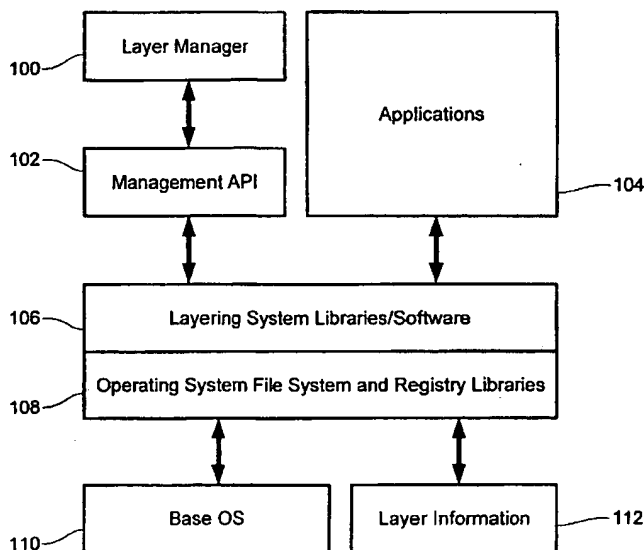 Layer Manager
100
Applications
102
Management API
104
106
Layering System Libraries/Software
Operating System File System and Registry Libraries
108
Base OS
Layer Information
112
110